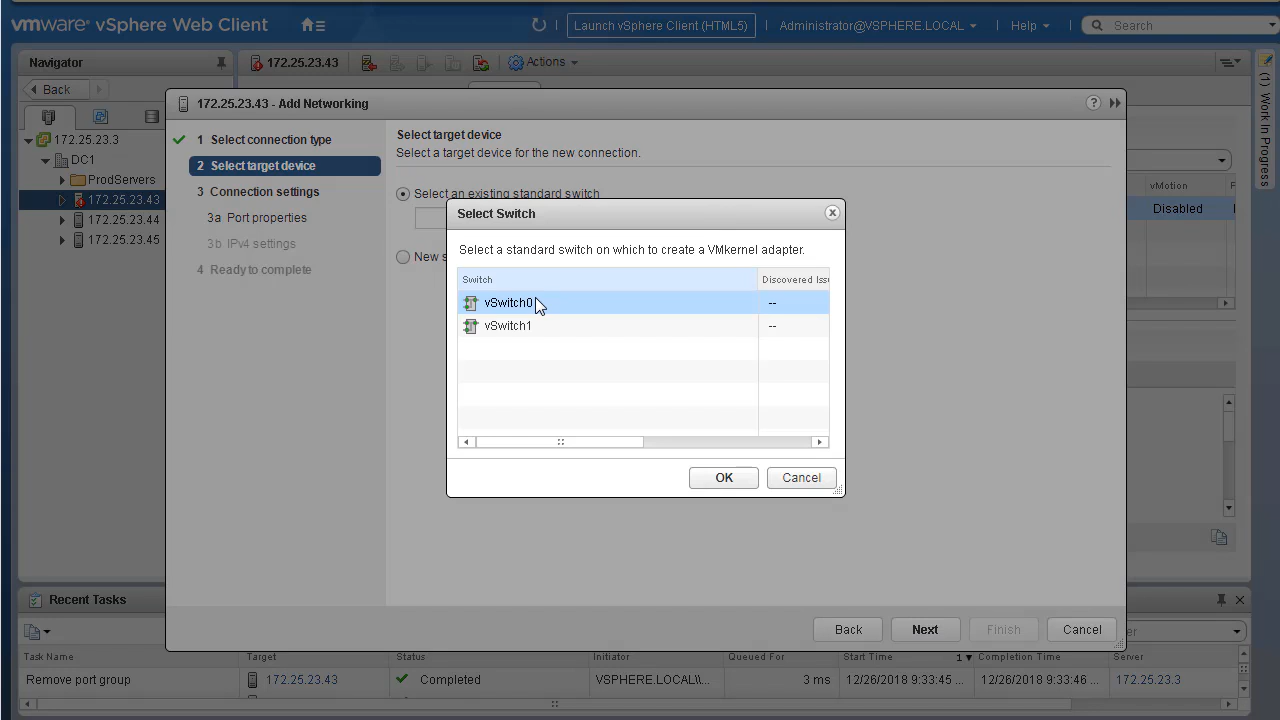 vmware® vSphere Web Client
Launch vSphere Client (HTML5)
Administrator@VSPHERE.LOCAL
Help
Search
Navigator
172.25.23.43
Actions
Back
172.25.23.43 - Add Networking
172.25.23.3
DC1
ProdServers
172.25.23.43
172.25.23.44
172.25.23.45
1 Select connection type
2 Select target device
3 Connection settings
3a Port properties
3b IPv4 settings
4 Ready to complete
Select target device
Select a target device for the new connection.
Select an existing standard switch
New s
Select Switch
Select a standard switch on which to create a VMkernel adapter.
Switch
Discovered Issu
vSwitch0
--
vSwitch1
--
OK
Cancel
vMotion
Disabled
(1) Work In Progress
Back
Next
Finish
Cancel
Recent Tasks
er
Task Name
Target
Status
Initiator
Queued For
Start Time
1
Completion Time
Server
Remove port group
172.25.23.43
Completed
VSPHERE.LOCAL\\...
3 ms
12/26/2018 9:33:45 ...
12/26/2018 9:33:46 ...
172.25.23.3